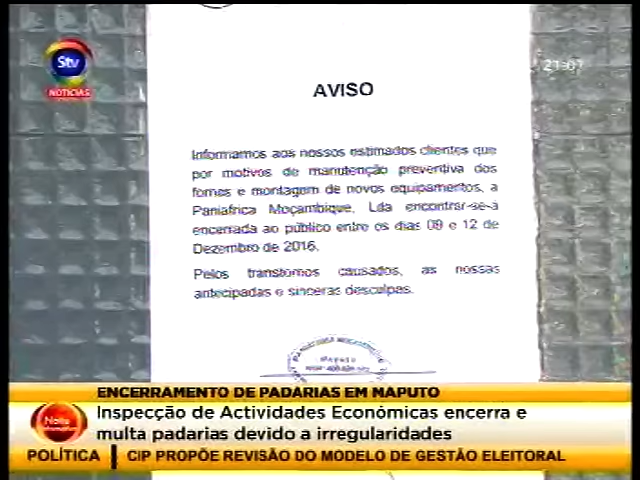 Stv
NOTÍCIAS
21:07
AVISO
Informamos aos nossos estimados clientes que
por motivos de manutenção preventiva dos
fornos e montagem de novos equipamentos, a
Paniafrica Moçambique, Lda encontrar-se-á
encerrada ao público entre os dias 09 e 12 de
Dezembro de 2016.
Pelos transtornos causados, as nossas
antecipadas e sinceras desculpas.
ENCERRAMENTO DE PADARIAS EM MAPUTO
Inspecção de Actividades Económicas encerra e
multa padarias devido a irregularidades
POLÍTICA CIP PROPÕE REVISÃO DO MODELO DE GESTÃO ELEITORAL